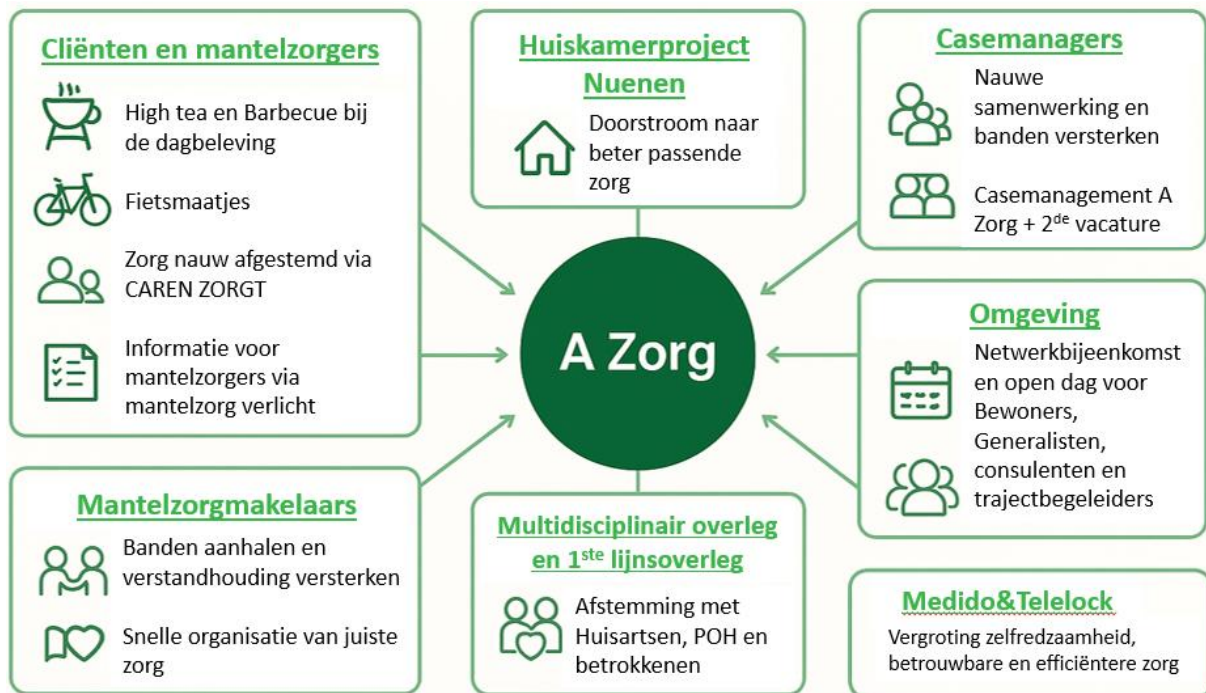 Cliënten en mantelzorgers
High tea en Barbecue bij
de dagbeleving
Fietsmaatjes
Zorg nauw afgestemd via
CAREN ZORGT
Informatie voor
mantelzorgers via
mantelzorg verlicht
Huiskamerproject
Nuenen
Doorstroom naar
beter passende
zorg
Casemanagers
Nauwe
samenwerking en
banden versterken
Casemanagement A
Zorg + 2de vacature
A Zorg
Omgeving
Netwerkbijeenkomst
en open dag voor
Bewoners,
Generalisten,
consulenten en
trajectbegeleiders
Mantelzorgmakelaars
Banden aanhalen en
verstandhouding versterken
Snelle organisatie van juiste
zorg
Multidisciplinair overleg
en 1ste lijnsoverleg
Afstemming met
Huisartsen, POH en
betrokkenen
Medido&Telelock
Vergroting zelfredzaamheid,
betrouwbare en efficiëntere zorg